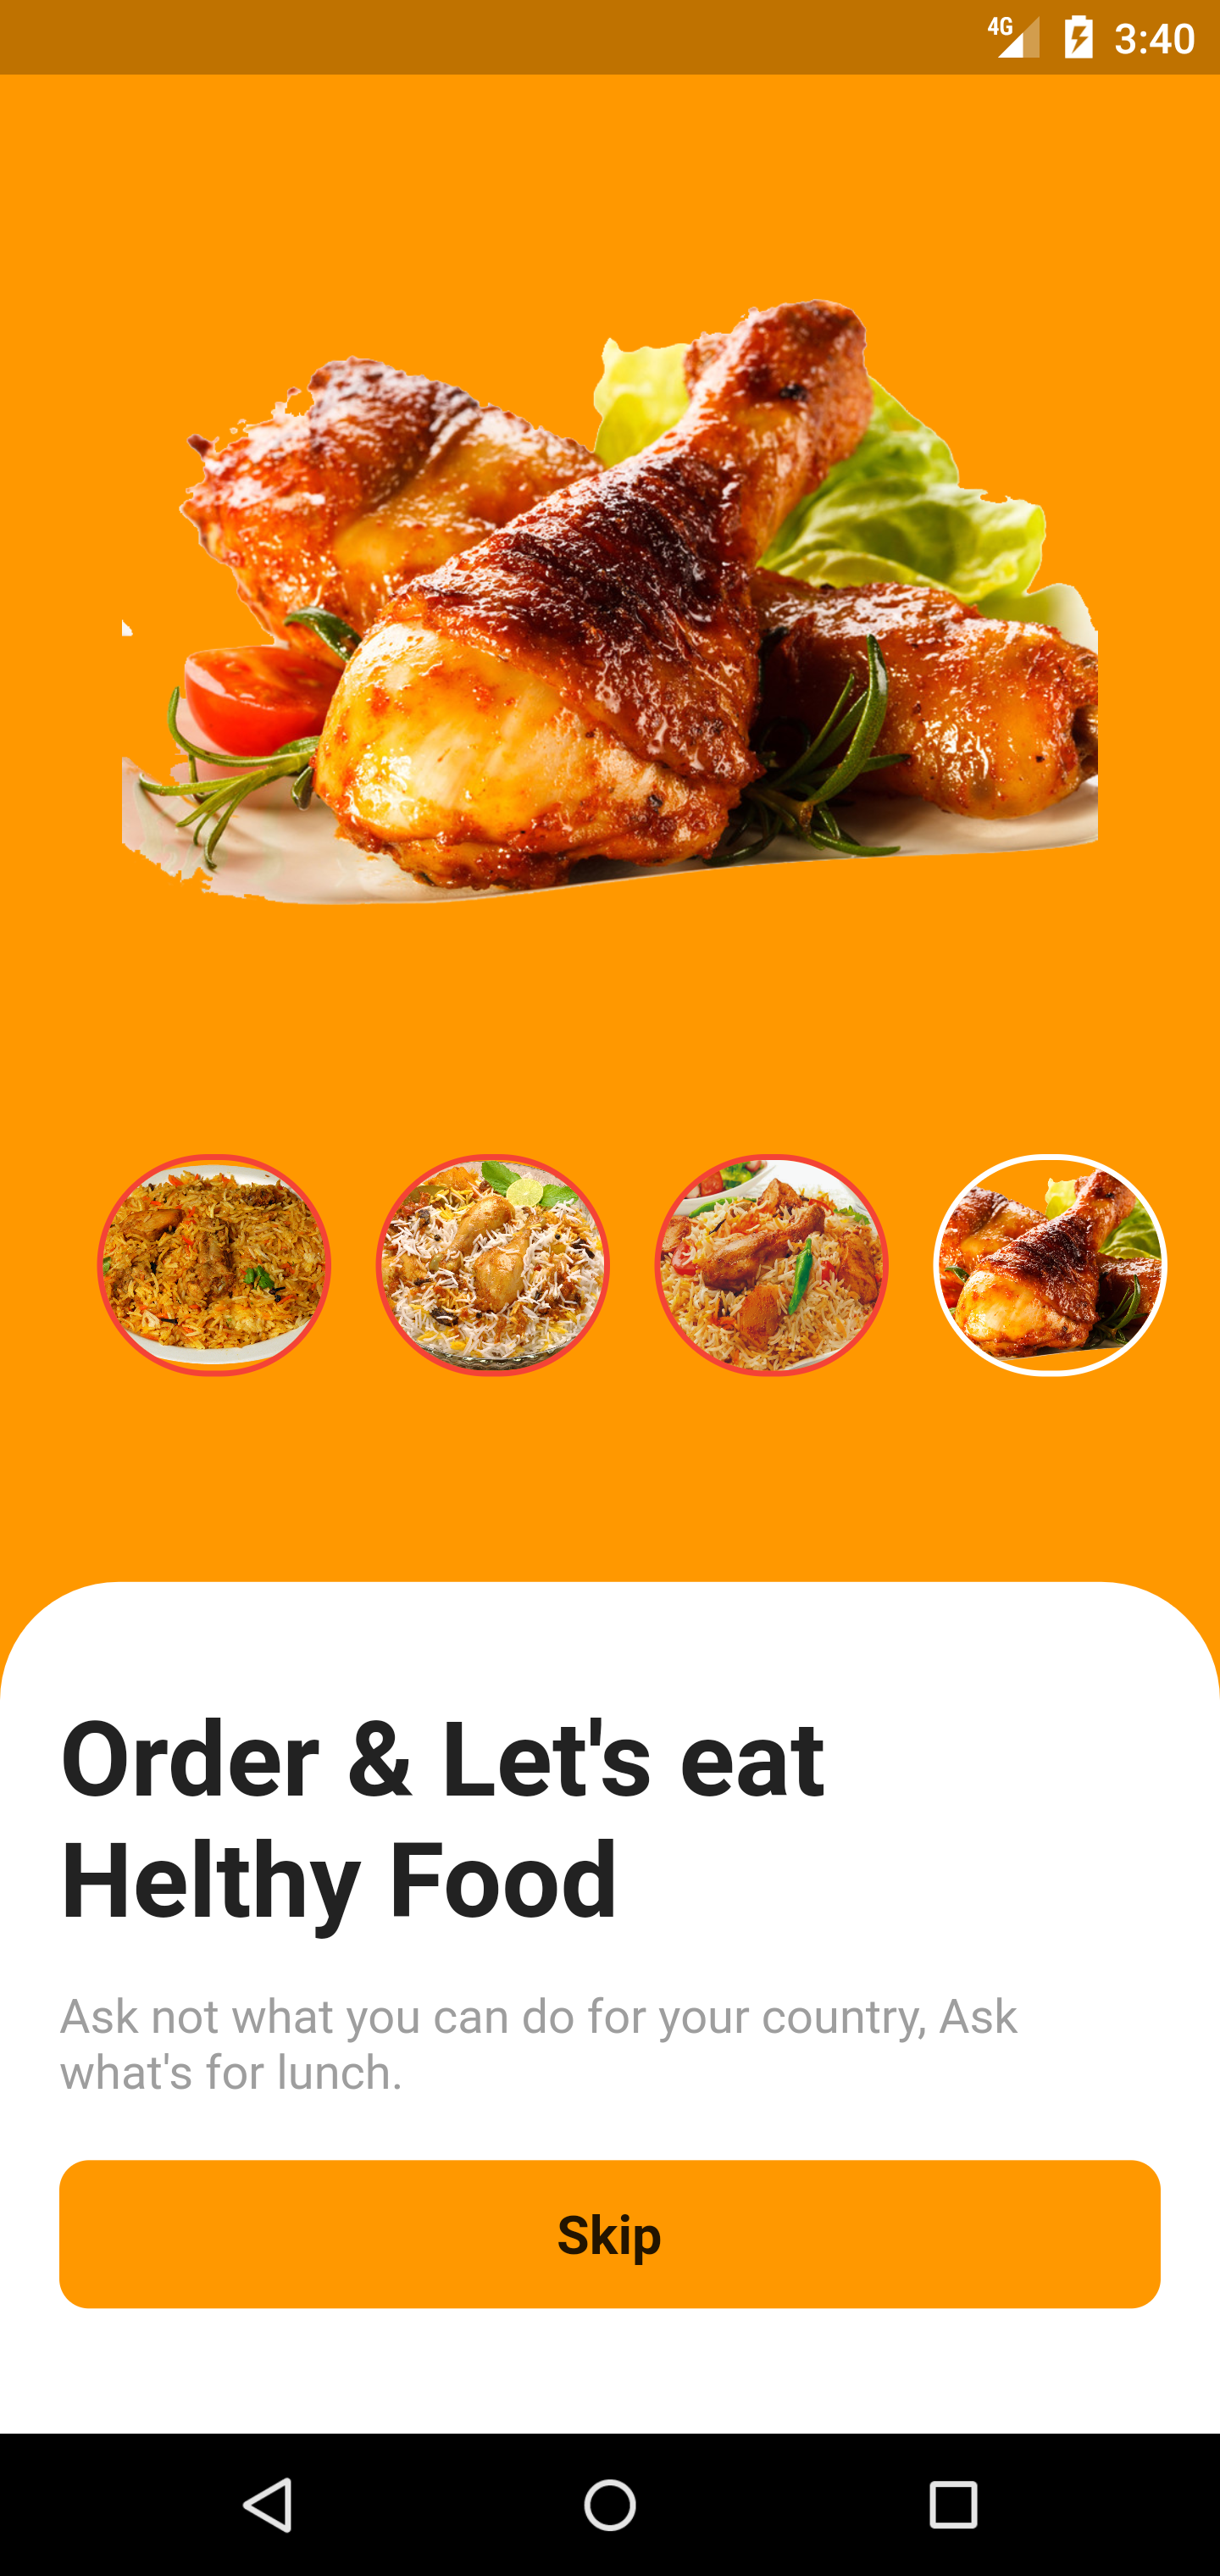 4G 3:40
Order & Let's eat
Helthy Food
Ask not what you can do for your country, Ask
what's for lunch.
Skip